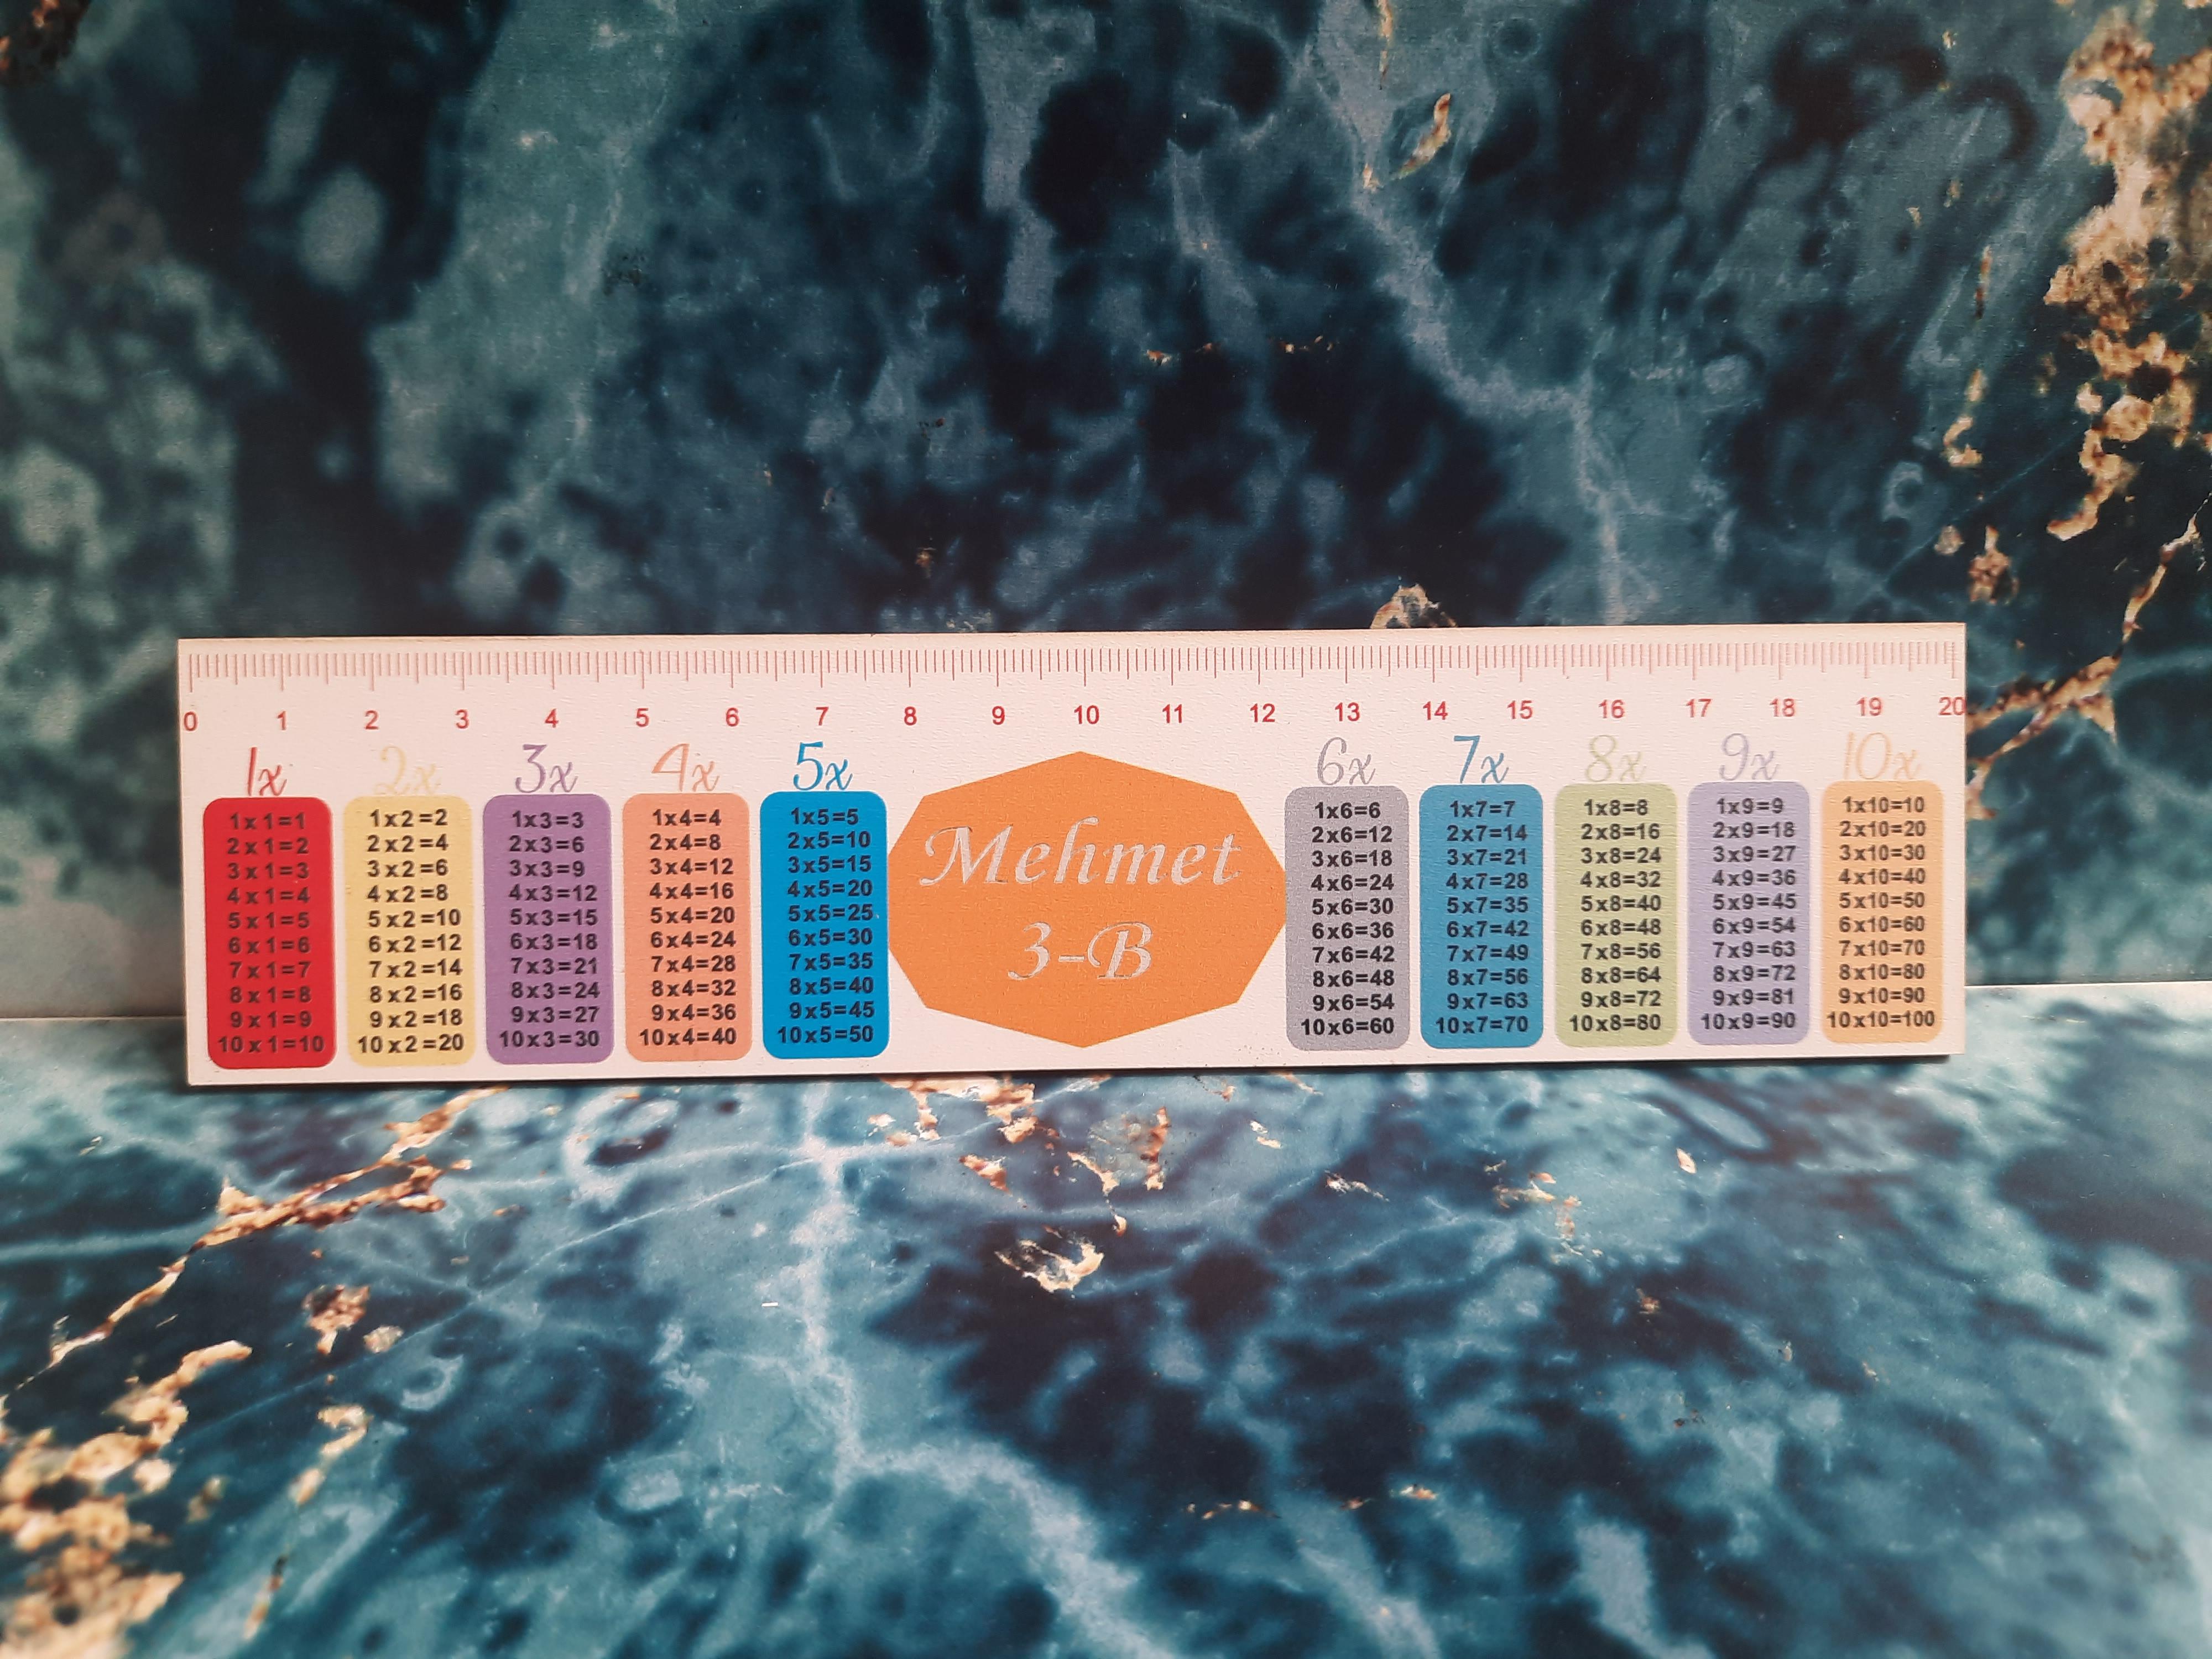 0 1 2 3 4 5 6 7 8 9 10 11 12 13 14 15 16 17 18 19 20
1x
1x1=1
2x1=2
3x1=3
4x1=4
5x1=5
6x1=6
7x1=7
8x1=8
9x1=9
10x1=10
2x
1x2=2
2x2=4
3x2=6
4x2=8
5x2=10
6x2=12
7x2=14
8x2=16
9x2=18
10x2=20
3x
1x3=3
2x3=6
3x3=9
4x3=12
5x3=15
6x3=18
7x3=21
8x3=24
9x3=27
10x3=30
4x
1x4=4
2x4=8
3x4=12
4x4=16
5x4=20
6x4=24
7x4=28
8x4=32
9x4=36
10x4=40
5x
1x5=5
2x5=10
3x5=15
4x5=20
5x5=25
6x5=30
7x5=35
8x5=40
9x5=45
10x5=50
Mehmet
3-B
6x
1x6=6
2x6=12
3x6=18
4x6=24
5x6=30
6x6=36
7x6=42
8x6=48
9x6=54
10x6=60
7x
1x7=7
2x7=14
3x7=21
4x7=28
5x7=35
6x7=42
7x7=49
8x7=56
9x7=63
10x7=70
8x
1x8=8
2x8=16
3x8=24
4x8=32
5x8=40
6x8=48
7x8=56
8x8=64
9x8=72
10x8=80
9x
1x9=9
2x9=18
3x9=27
4x9=36
5x9=45
6x9=54
7x9=63
8x9=72
9x9=81
10x9=90
10x
1x10=10
2x10=20
3x10=30
4x10=40
5x10=50
6x10=60
7x10=70
8x10=80
9x10=90
10x10=100